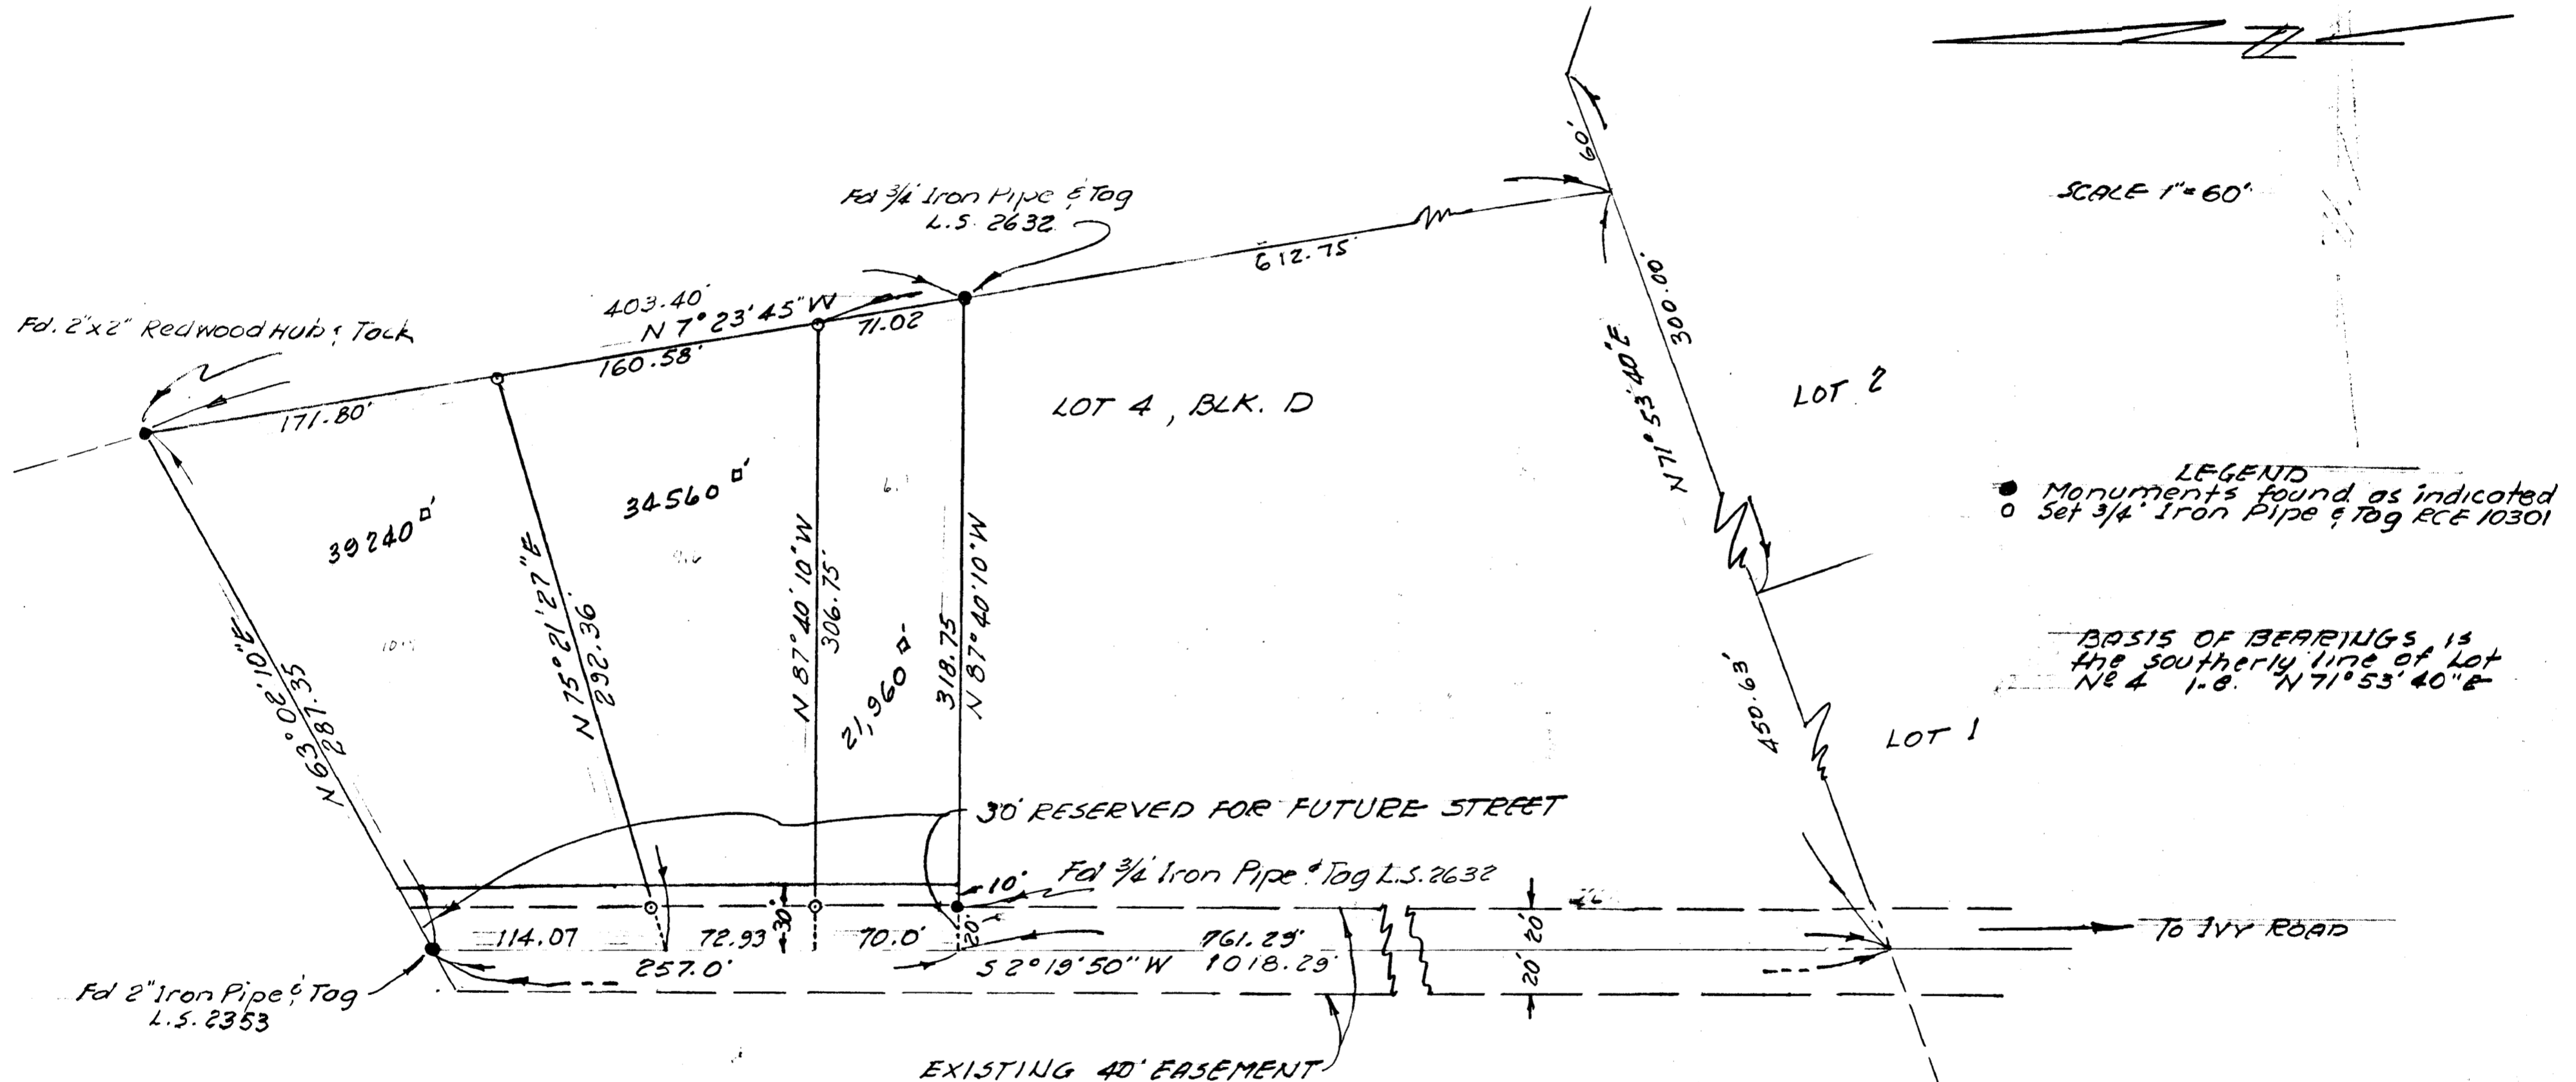 Z
SCALE 1"=60'
60'
Fd 3/4 Iron Pipe & Tag
L.S. 2632
612.75'
403.40'
N 7° 23' 45" W
71.02
160.58'
Fd. 2"x2" Redwood Hub & Tack
171.80'
300.00'
N 71° 53' 40" E
LOT 2
LOT 4, BLK. D
LEGEND
Monuments found as indicated
Set 3/4" Iron Pipe & Tag RCE 10301
39240 □'
34560 □'
21,960 □'
N 63° 02' 10" E
287.35
N 75° 21' 27" E
292.36
N 87° 40' 10" W
306.75'
318.75
N 87° 40' 10" W
BASIS OF BEARINGS is
the southerly line of Lot
Nº 4 i.e. N 71° 53' 40" E
450.63'
LOT 1
30' RESERVED FOR FUTURE STREET
10'
Fd 3/4 Iron Pipe & Tag L.S. 2632
114.07
72.93
30'
70.0'
20'
761.29'
20'
To IVY ROAD
257.0'
S 2° 19' 50" W 1018.29'
20'
Fd 2" Iron Pipe & Tag
L.S. 2353
EXISTING 40' EASEMENT